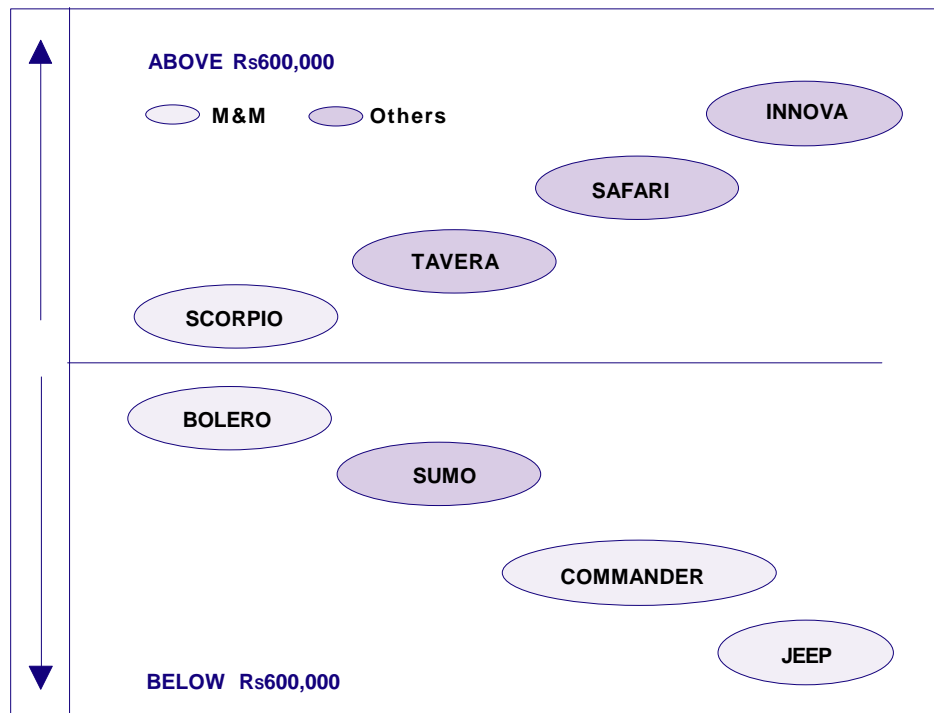 ABOVE Rs600,000
M&M Others
INNOVA
SAFARI
TAVERA
SCORPIO
BOLERO
SUMO
COMMANDER
JEEP
BELOW Rs600,000